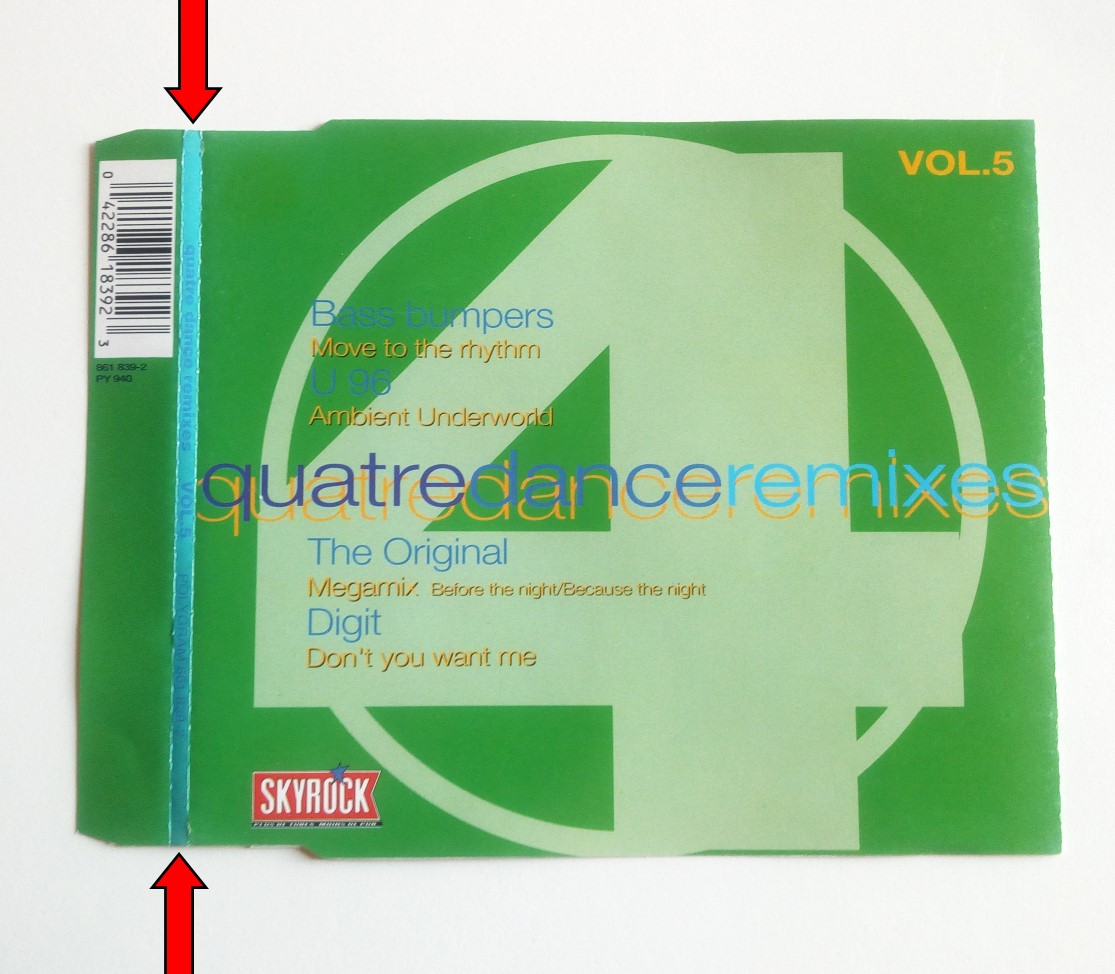 VOL.5
0 42286 18392 3
861 839-2
PY 940
quatre dance remixes VOL.5
Bass bumpers
Move to the rhythm
U 96
Ambient Underworld
quatredanceremixes
quatredanceremixes
The Original
Megamix Before the night/Because the night
Digit
Don't you want me
SKYROCK